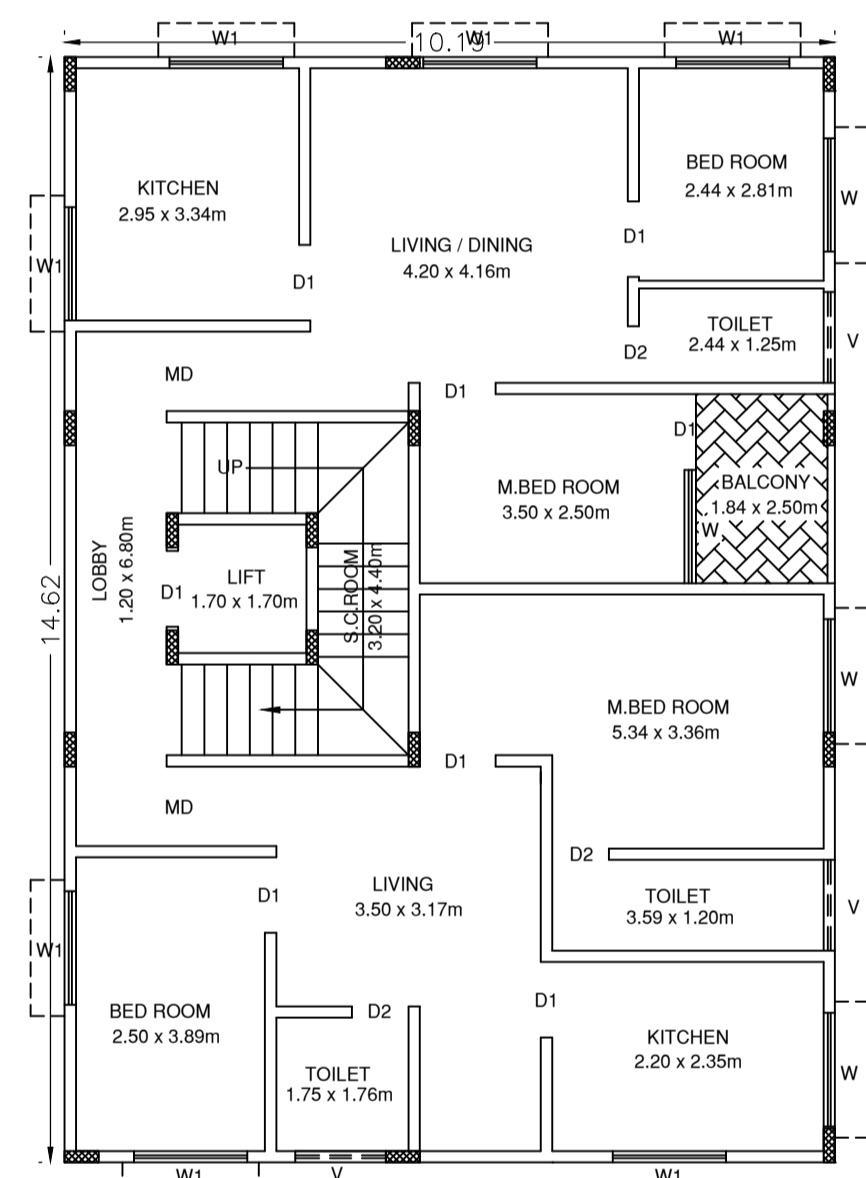 W1
10.19
W1
W1
KITCHEN
2.95 x 3.34m
BED ROOM
2.44 x 2.81m
W
LIVING / DINING
4.20 x 4.16m
D1
W1
D1
TOILET
2.44 x 1.25m
V
D2
MD
D1
D1
UP
M.BED ROOM
3.50 x 2.50m
BALCONY
1.84 x 2.50m
W
LOBBY
1.20 x 6.80m
14.62
D1
LIFT
1.70 x 1.70m
S.C.ROOM
3.20 x 4.40m
W
M.BED ROOM
5.34 x 3.36m
D1
MD
D2
D1
LIVING
3.50 x 3.17m
TOILET
3.59 x 1.20m
V
W1
BED ROOM
2.50 x 3.89m
D2
D1
KITCHEN
2.20 x 2.35m
W
TOILET
1.75 x 1.76m
W1
V
W1